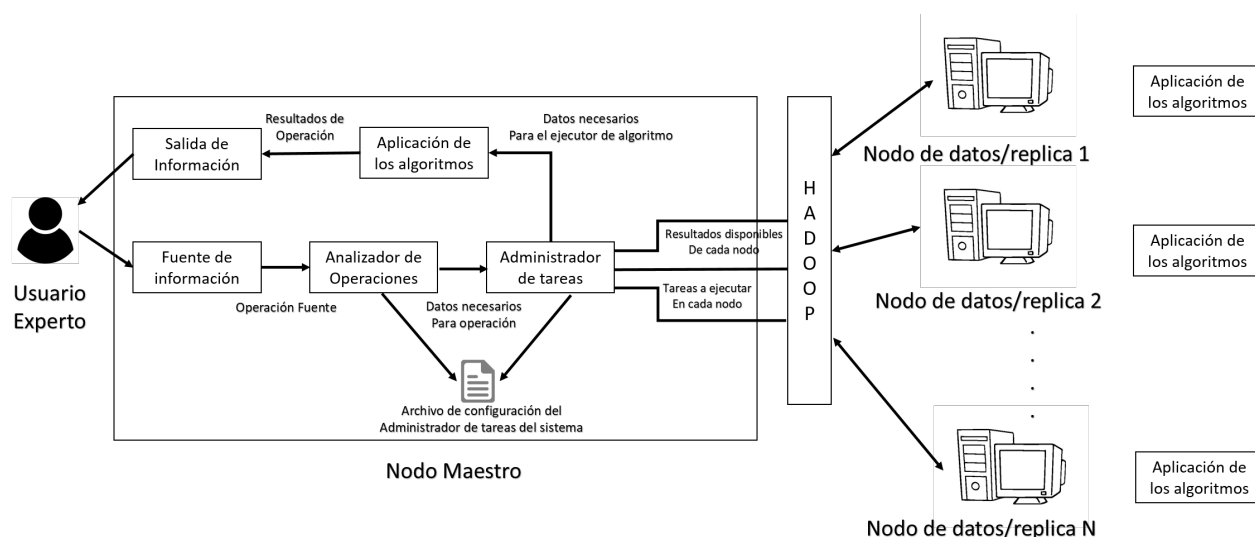 Usuario
Experto
Salida de
Información
Resultados de
Operación
Aplicación de
los algoritmos
Datos necesarios
Para el ejecutor de algoritmo
Fuente de
información
Operación Fuente
Analizador de
Operaciones
Datos necesarios
Para operación
Administrador
de tareas
Resultados disponibles
De cada nodo
Tareas a ejecutar
En cada nodo
Archivo de configuración del
Administrador de tareas del sistema
Nodo Maestro
H
A
D
O
O
P
Nodo de datos/replica 1
Aplicación de
los algoritmos
Nodo de datos/replica 2
Aplicación de
los algoritmos
Nodo de datos/replica N
Aplicación de
los algoritmos